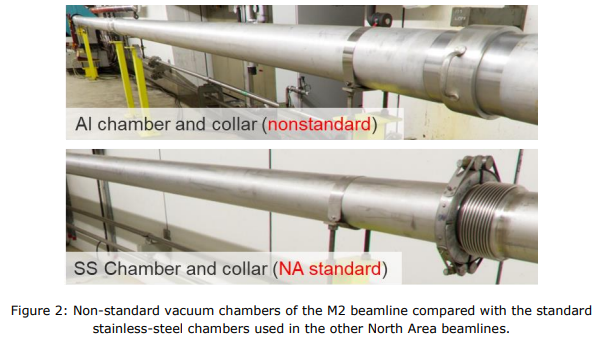 Al chamber and collar (nonstandard)
SS Chamber and collar (NA standard)
Figure 2: Non-standard vacuum chambers of the M2 beamline compared with the standard
stainless-steel chambers used in the other North Area beamlines.